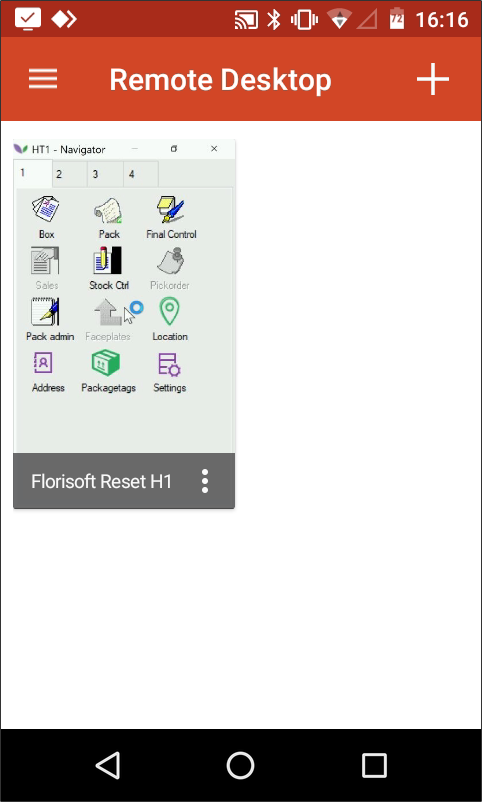 72 16:16
Remote Desktop
HT1 - Navigator
1 2 3 4
Box Pack Final Control
Sales Stock Ctrl Pickorder
Pack admin Faceplates Location
Address Packagetags Settings
Florisoft Reset H1